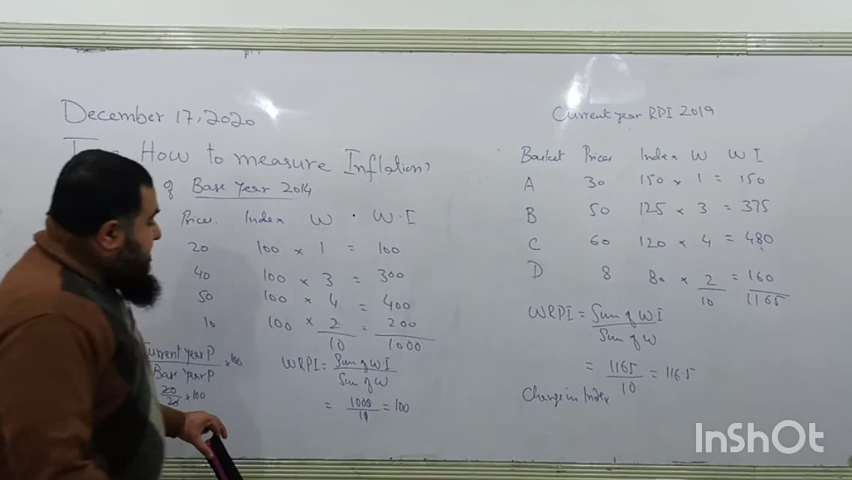 December 17, 2020
How to measure Inflation?
of Base Year 2014
Prices Index W . W.I
20 100 x 1 = 100
40 100 x 3 = 300
50 100 x 4 = 400
10 100 x 2 = 200
10 1000
Current Year P
Base Year P x 100
20
20 x 100
WRPI = Sum of WI
Sum of W
= 1000
10 = 100
Current year RPI 2019
Basket Prices Index W W I
A 30 150 x 1 = 150
B 50 125 x 3 = 375
C 60 120 x 4 = 480
D 8 80 x 2 = 160
10 1165
WRPI = Sum of WI
Sum of W
= 1165
10 = 116.5
Change in Index
InShOt